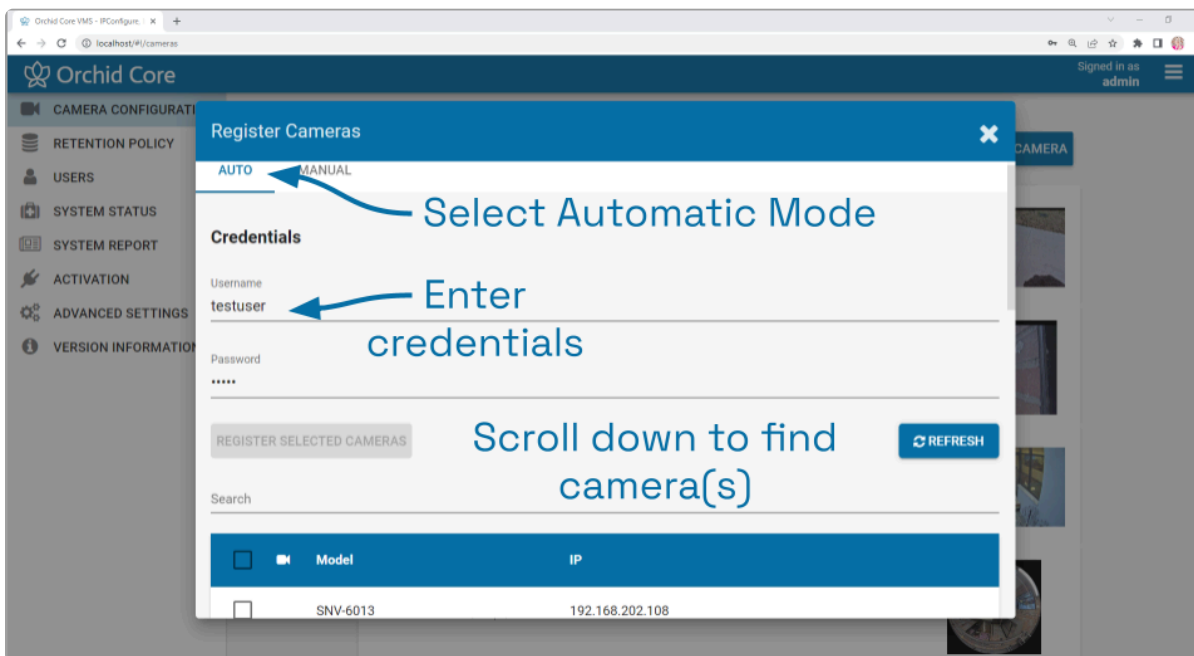 Orchid Core VMS - IPConfigure, I
localhost/#!/cameras
Orchid Core
Signed in as
admin
CAMERA CONFIGURATI
RETENTION POLICY
USERS
SYSTEM STATUS
SYSTEM REPORT
ACTIVATION
ADVANCED SETTINGS
VERSION INFORMATION
CAMERA
Register Cameras
AUTO
MANUAL
Select Automatic Mode
Credentials
Username
testuser
Enter
credentials
Password
•••••
REGISTER SELECTED CAMERAS
Scroll down to find
camera(s)
REFRESH
Search
Model IP
SNV-6013 192.168.202.108